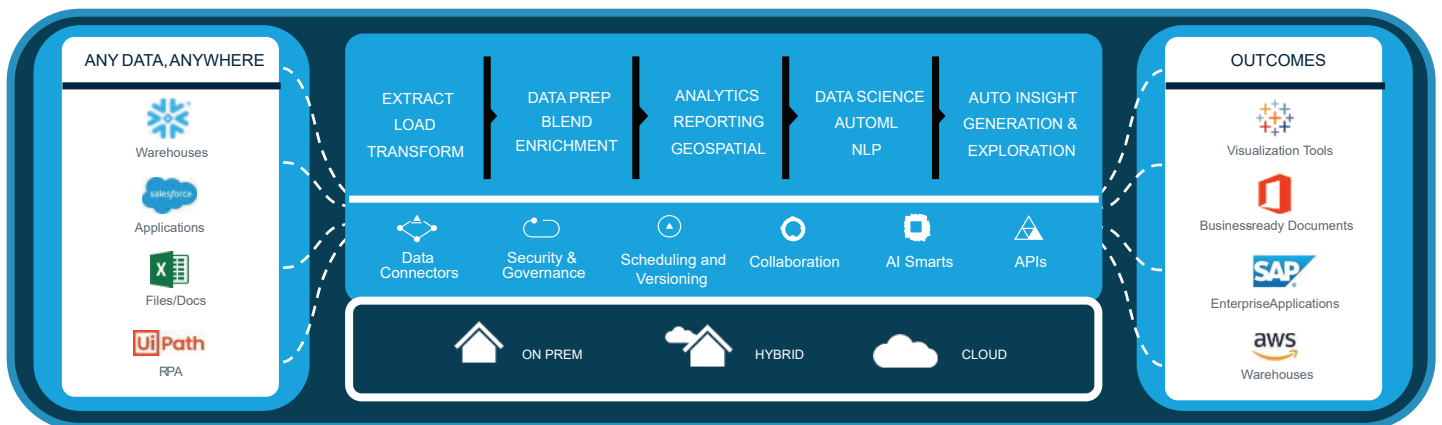 ANY DATA, ANYWHERE
Warehouses
salesforce
Applications
X
Files/Docs
UiPath
RPA
EXTRACT
LOAD
TRANSFORM
DATA PREP
BLEND
ENRICHMENT
ANALYTICS
REPORTING
GEOSPATIAL
DATA SCIENCE
AUTOML
NLP
AUTO INSIGHT
GENERATION &
EXPLORATION
Data
Connectors
Security &
Governance
Scheduling and
Versioning
Collaboration
AI Smarts
APIs
ON PREM
HYBRID
CLOUD
OUTCOMES
Visualization Tools
Businessready Documents
SAP
EnterpriseApplications
aws
Warehouses